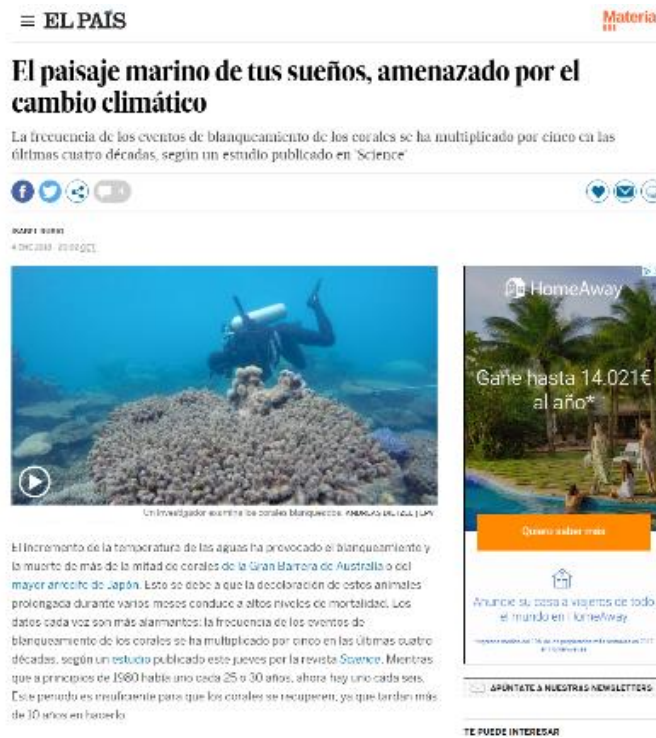 EL PAÍS
Materia
El paisaje marino de tus sueños, amenazado por el
cambio climático
La frecuencia de los eventos de blanqueamiento de los corales se ha multiplicado por cinco en las
últimas cuatro décadas, según un estudio publicado en 'Science'
HomeAway
Gane hasta 14.021€
al año*
Quiero saber más
Anuncie su casa a viajeros de todo
el mundo en HomeAway
Un investigador examina los corales blanqueados. ANDREAS DIETZEL | EPV
El incremento de la temperatura de las aguas ha provocado el blanqueamiento y
la muerte de más de la mitad de corales de la Gran Barrera de Australia o del
mayor arrecife de Japón. Esto se debe a que la decoloración de estos animales
prolongada durante varios meses conduce a altos niveles de mortalidad. Los
datos cada vez son más alarmantes: la frecuencia de los eventos de
blanqueamiento de los corales se ha multiplicado por cinco en las últimas cuatro
décadas, según un estudio publicado este jueves por la revista Science. Mientras
que a principios de 1980 había uno cada 25 o 30 años, ahora hay uno cada seis.
Este periodo es insuficiente para que los corales se recuperen, ya que tardan más
de 10 años en hacerlo.
APÚNTATE A NUESTRAS NEWSLETTERS
TE PUEDE INTERESAR